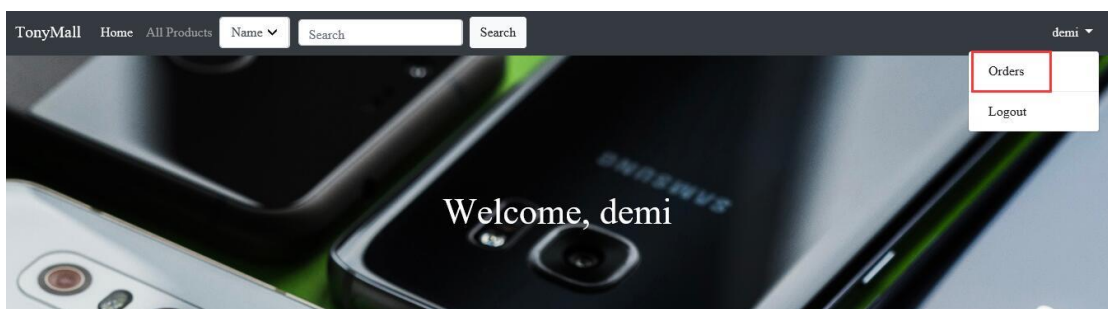 TonyMall Home All Products Name Search Search demi
Orders
Logout
SAMSUNG
Welcome, demi